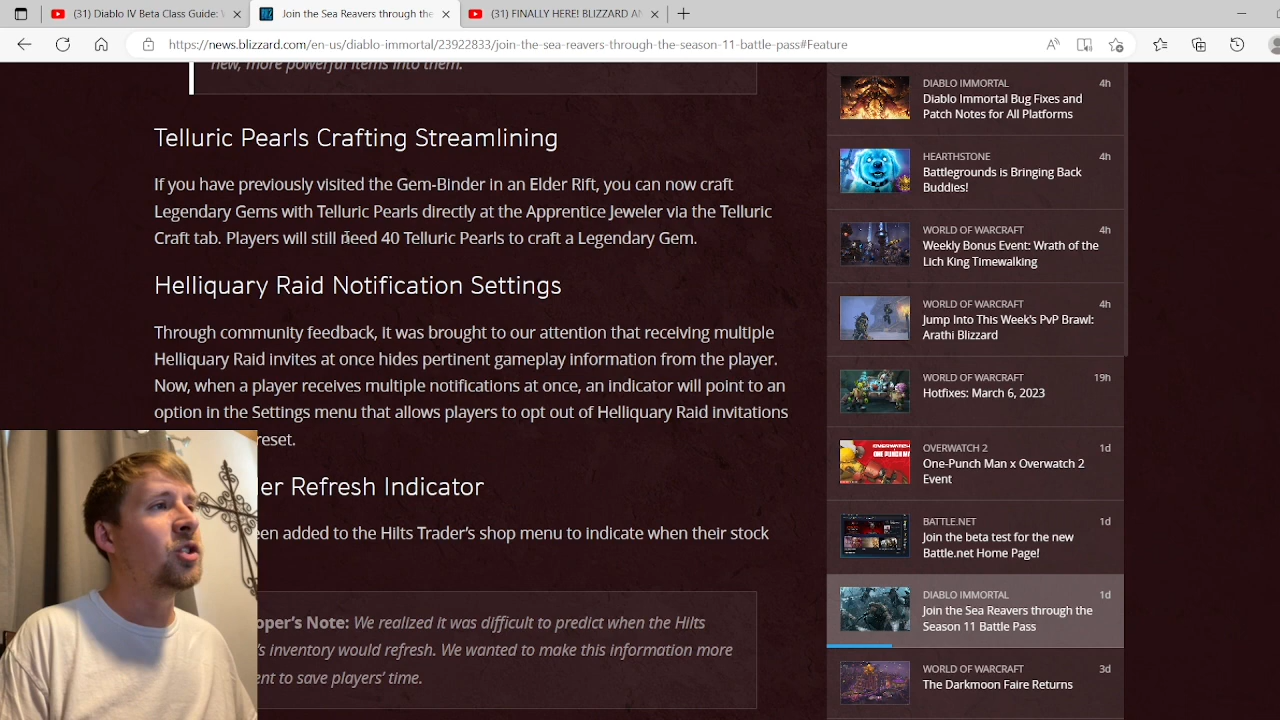 (31) Diablo IV Beta Class Guide: W
Join the Sea Reavers through the
(31) FINALLY HERE! BLIZZARD AN
https://news.blizzard.com/en-us/diablo-immortal/23922833/join-the-sea-reavers-through-the-season-11-battle-pass#Feature
new, more powerful items into them.
Telluric Pearls Crafting Streamlining
If you have previously visited the Gem-Binder in an Elder Rift, you can now craft
Legendary Gems with Telluric Pearls directly at the Apprentice Jeweler via the Telluric
Craft tab. Players will still need 40 Telluric Pearls to craft a Legendary Gem.
Helliquary Raid Notification Settings
Through community feedback, it was brought to our attention that receiving multiple
Helliquary Raid invites at once hides pertinent gameplay information from the player.
Now, when a player receives multiple notifications at once, an indicator will point to an
option in the Settings menu that allows players to opt out of Helliquary Raid invitations
reset.
er Refresh Indicator
een added to the Hilts Trader's shop menu to indicate when their stock
oper's Note: We realized it was difficult to predict when the Hilts
's inventory would refresh. We wanted to make this information more
ent to save players' time.
DIABLO IMMORTAL 4h
Diablo Immortal Bug Fixes and
Patch Notes for All Platforms
HEARTHSTONE 4h
Battlegrounds is Bringing Back
Buddies!
WORLD OF WARCRAFT 4h
Weekly Bonus Event: Wrath of the
Lich King Timewalking
WORLD OF WARCRAFT 4h
Jump Into This Week's PvP Brawl:
Arathi Blizzard
WORLD OF WARCRAFT 19h
Hotfixes: March 6, 2023
OVERWATCH 2 1d
One-Punch Man x Overwatch 2
Event
BATTLE.NET 1d
Join the beta test for the new
Battle.net Home Page!
DIABLO IMMORTAL 1d
Join the Sea Reavers through the
Season 11 Battle Pass
WORLD OF WARCRAFT 3d
The Darkmoon Faire Returns